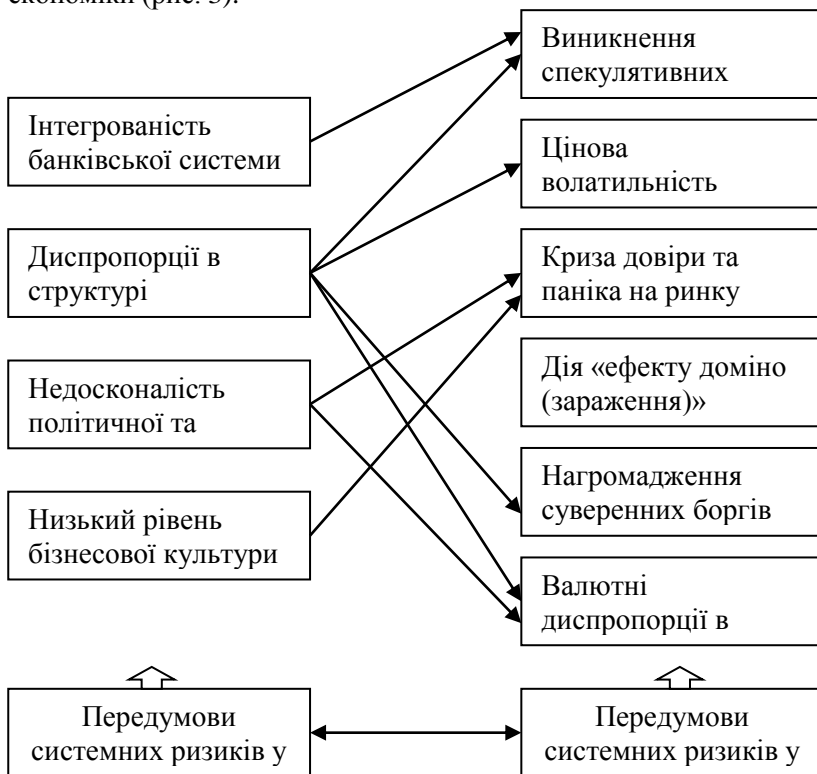 економіки (рис. 3).
Виникнення
спекулятивних
Інтегрованість
банківської системи
Цінова
волатильність
Диспропорції в
структурі
Криза довіри та
паніка на ринку
Недосконалість
політичної та
Дія «ефекту доміно
(зараження)»
Низький рівень
бізнесової культури
Нагромадження
суверенних боргів
Валютні
диспропорції в
Передумови
системних ризиків у
Передумови
системних ризиків у